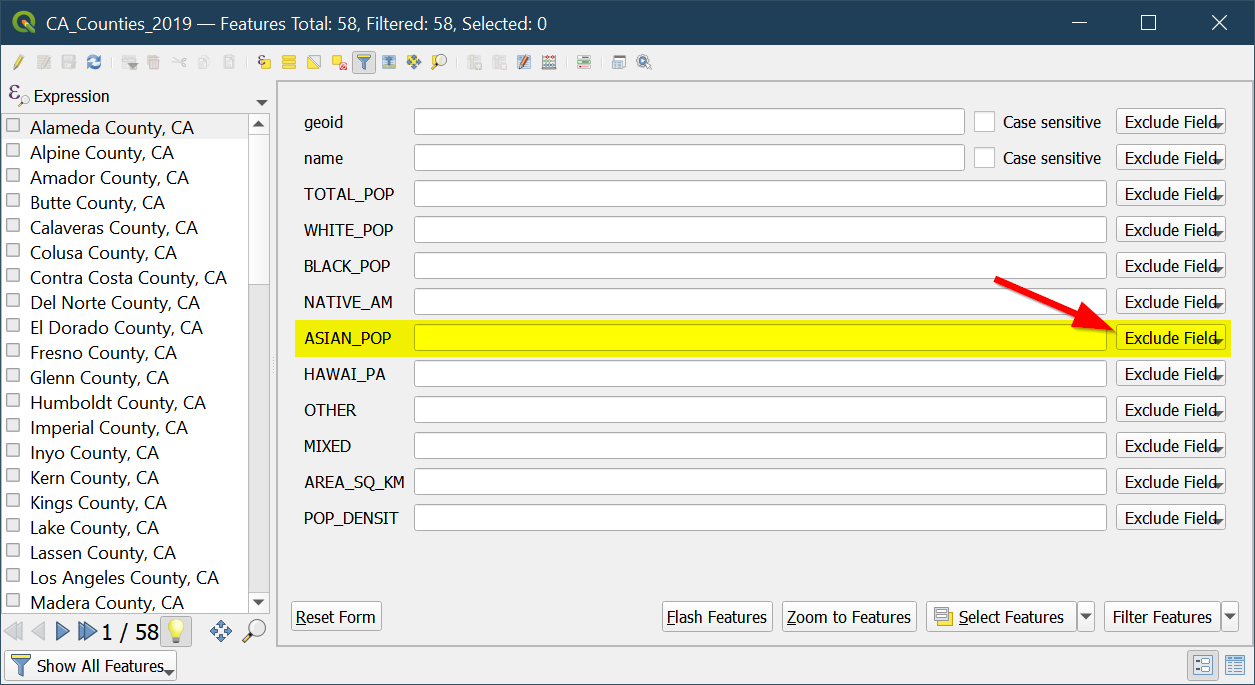 CA_Counties_2019 — Features Total: 58, Filtered: 58, Selected: 0
Expression
Alameda County, CA
Alpine County, CA
Amador County, CA
Butte County, CA
Calaveras County, CA
Colusa County, CA
Contra Costa County, CA
Del Norte County, CA
El Dorado County, CA
Fresno County, CA
Glenn County, CA
Humboldt County, CA
Imperial County, CA
Inyo County, CA
Kern County, CA
Kings County, CA
Lake County, CA
Lassen County, CA
Los Angeles County, CA
Madera County, CA
1 / 58
Show All Features
geoid Case sensitive Exclude Field
name Case sensitive Exclude Field
TOTAL_POP Exclude Field
WHITE_POP Exclude Field
BLACK_POP Exclude Field
NATIVE_AM Exclude Field
ASIAN_POP Exclude Field
HAWAI_PA Exclude Field
OTHER Exclude Field
MIXED Exclude Field
AREA_SQ_KM Exclude Field
POP_DENSIT Exclude Field
Reset Form Flash Features Zoom to Features Select Features Filter Features